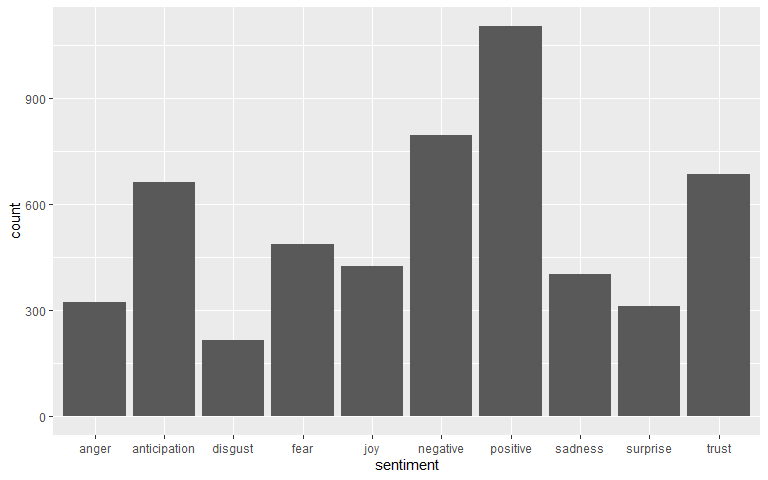 count
900
600
300
0
anger anticipation disgust fear joy negative positive sadness surprise trust
sentiment